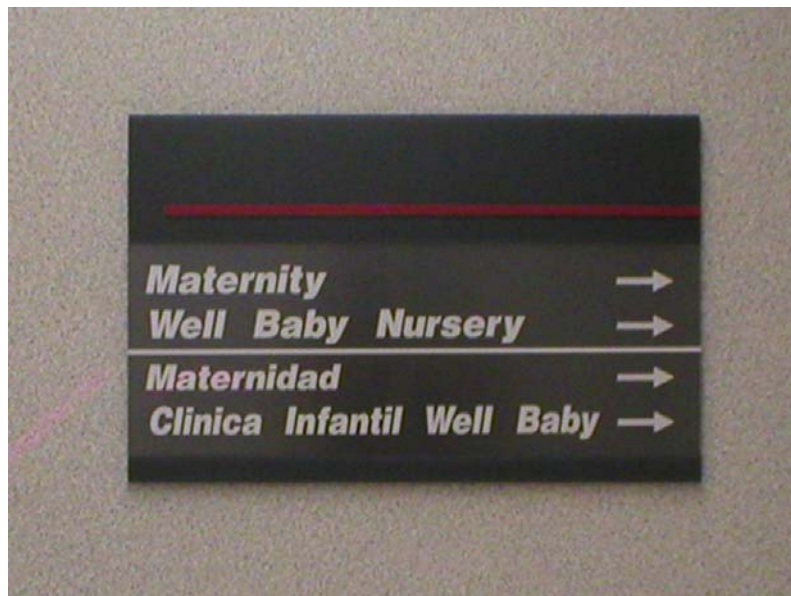 Maternity →
Well Baby Nursery →
Maternidad →
Clinica Infantil Well Baby →